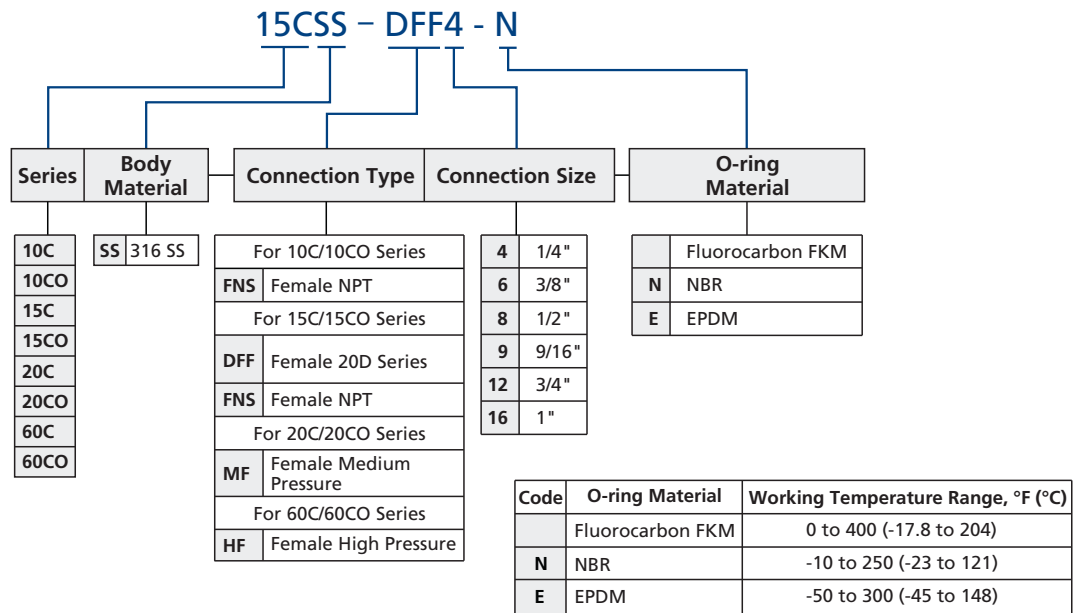 15CSS – DFF4 - N
Series
Body
Material
Connection Type
Connection Size
O-ring
Material
10C
10CO
15C
15CO
20C
20CO
60C
60CO
SS 316 SS
For 10C/10CO Series
FNS Female NPT
For 15C/15CO Series
DFF Female 20D Series
FNS Female NPT
For 20C/20CO Series
MF Female Medium
Pressure
For 60C/60CO Series
HF Female High Pressure
4 1/4"
6 3/8"
8 1/2"
9 9/16"
12 3/4"
16 1"
Fluorocarbon FKM
N NBR
E EPDM
Code O-ring Material Working Temperature Range, °F (°C)
Fluorocarbon FKM 0 to 400 (-17.8 to 204)
N NBR -10 to 250 (-23 to 121)
E EPDM -50 to 300 (-45 to 148)